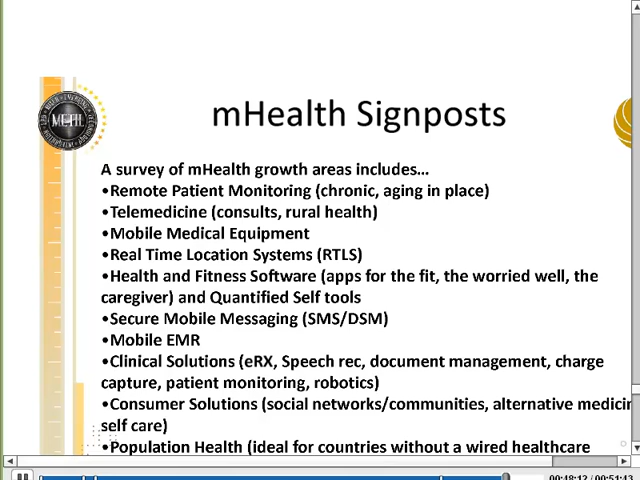 mHealth Signposts
MEHL
A survey of mHealth growth areas includes...
•Remote Patient Monitoring (chronic, aging in place)
•Telemedicine (consults, rural health)
•Mobile Medical Equipment
•Real Time Location Systems (RTLS)
•Health and Fitness Software (apps for the fit, the worried well, the
caregiver) and Quantified Self tools
•Secure Mobile Messaging (SMS/DSM)
•Mobile EMR
•Clinical Solutions (eRX, Speech rec, document management, charge
capture, patient monitoring, robotics)
•Consumer Solutions (social networks/communities, alternative medicin
self care)
•Population Health (ideal for countries without a wired healthcare
00:48:12 / 00:51:43